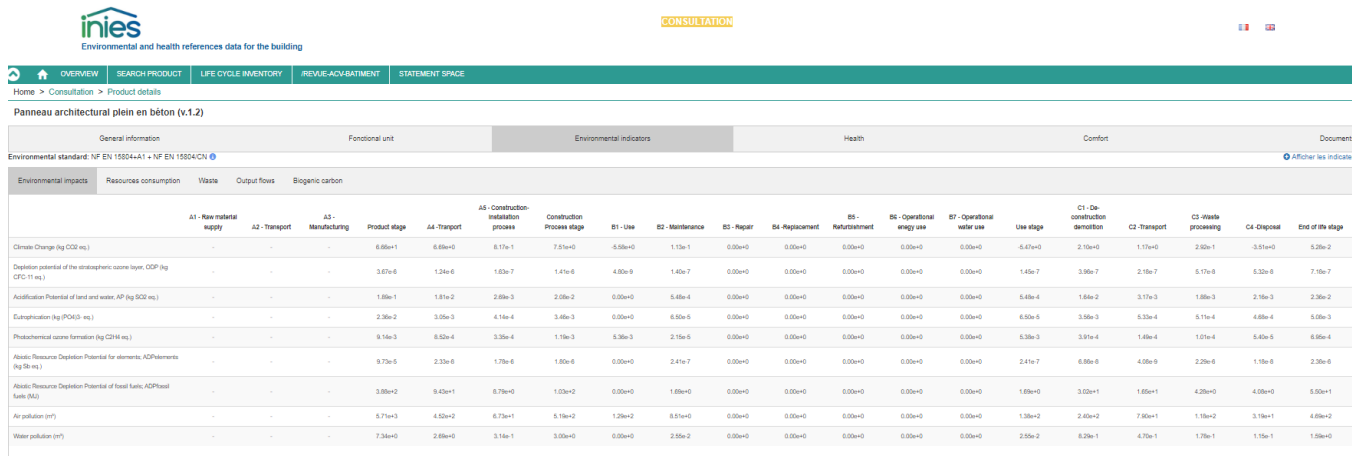 inies
CONSULTATION
Environmental and health references data for the building
OVERVIEW SEARCH PRODUCT LIFE CYCLE INVENTORY /REVUE-ACV-BATIMENT STATEMENT SPACE
Home > Consultation > Product details
Panneau architectural plein en béton (v.1.2)
General information Fonctional unit Environmental indicators Health Comfort Document
Environmental standard: NF EN 15804+A1 + NF EN 15804/CN
Afficher les indicate
Environmental impacts Resources consumption Waste Output flows Biogenic carbon
A1 - Raw material supply A2 - Transport A3 - Manufacturing Product stage A4 -Tranport A5 - Construction-Installation process Construction Process stage B1 - Use B2 - Maintenance B3 - Repair B4 -Replacement B5 - Refurbishment B6 - Operational enegy use B7 - Operational water use Use stage C1 - De-construction demolition C2 -Transport C3 -Waste processing C4 -Disposal End of life stage
Climate Change (kg CO2 eq.) - - - 6.66e+1 6.69e+0 6.17e-1 7.51e+0 -5.58e+0 1.13e-1 0.00e+0 0.00e+0 0.00e+0 0.00e+0 0.00e+0 -5.47e+0 2.10e+0 1.17e+0 2.92e-1 -3.51e+0 5.26e-2
Depletion potential of the stratospheric ozone layer, ODP (kg
CFC-11 eq.) - - - 3.67e-6 1.24e-6 1.63e-7 1.41e-6 4.80e-9 1.40e-7 0.00e+0 0.00e+0 0.00e+0 0.00e+0 0.00e+0 1.45e-7 3.96e-7 2.16e-7 5.17e-8 5.32e-8 7.16e-7
Acidification Potential of land and water, AP (kg SO2 eq.) - - - 1.89e-1 1.81e-2 2.69e-3 2.08e-2 0.00e+0 5.48e-4 0.00e+0 0.00e+0 0.00e+0 0.00e+0 0.00e+0 5.48e-4 1.64e-2 3.17e-3 1.88e-3 2.16e-3 2.36e-2
Eutrophication (kg (PO4)3- eq.) - - - 2.36e-2 3.05e-3 4.14e-4 3.46e-3 0.00e+0 6.50e-5 0.00e+0 0.00e+0 0.00e+0 0.00e+0 0.00e+0 6.50e-5 3.56e-3 5.33e-4 5.11e-4 4.68e-4 5.08e-3
Photochemical ozone formation (kg C2H4 eq.) - - - 9.14e-3 8.52e-4 3.35e-4 1.19e-3 5.36e-3 2.15e-5 0.00e+0 0.00e+0 0.00e+0 0.00e+0 0.00e+0 5.38e-3 3.91e-4 1.49e-4 1.01e-4 5.40e-5 6.95e-4
Abiotic Resource Depletion Potential for elements, ADPelements
(kg Sb eq.) - - - 9.73e-5 2.33e-8 1.78e-6 1.80e-6 0.00e+0 2.41e-7 0.00e+0 0.00e+0 0.00e+0 0.00e+0 0.00e+0 2.41e-7 6.86e-8 4.08e-9 2.29e-6 1.18e-8 2.38e-6
Abiotic Resource Depletion Potential of fossil fuels, ADPfossil
fuels (MJ) - - - 3.88e+2 9.43e+1 8.79e+0 1.03e+2 0.00e+0 1.69e+0 0.00e+0 0.00e+0 0.00e+0 0.00e+0 0.00e+0 1.69e+0 3.02e+1 1.65e+1 4.28e+0 4.08e+0 5.50e+1
Air pollution (m³) - - - 5.71e+3 4.52e+2 6.73e+1 5.19e+2 1.29e+2 8.51e+0 0.00e+0 0.00e+0 0.00e+0 0.00e+0 0.00e+0 1.38e+2 2.40e+2 7.90e+1 1.18e+2 3.19e+1 4.69e+2
Water pollution (m³) - - - 7.34e+0 2.69e+0 3.14e-1 3.00e+0 0.00e+0 2.55e-2 0.00e+0 0.00e+0 0.00e+0 0.00e+0 0.00e+0 2.55e-2 8.29e-1 4.70e-1 1.78e-1 1.15e-1 1.59e+0